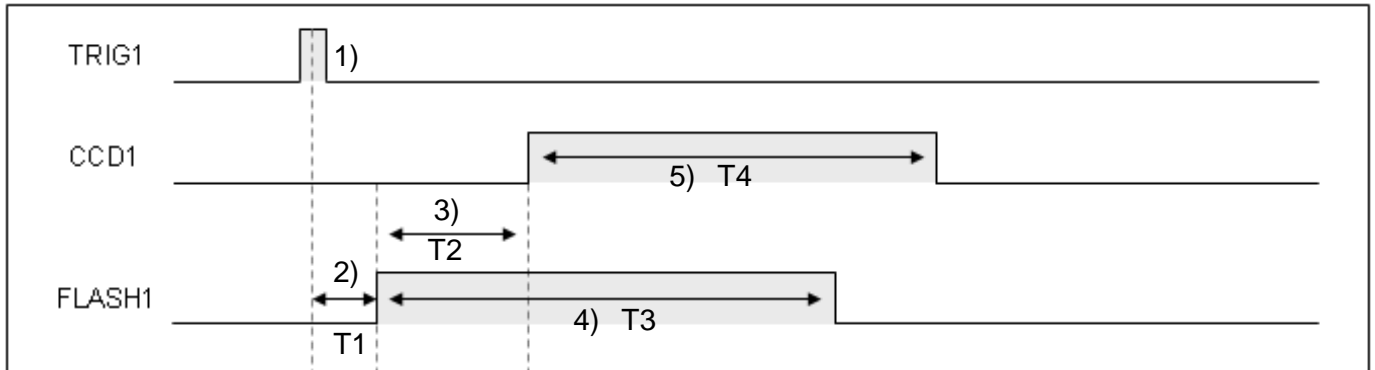 TRIG1
1)
CCD1
5) T4
3)
T2
2)
FLASH1
4) T3
T1